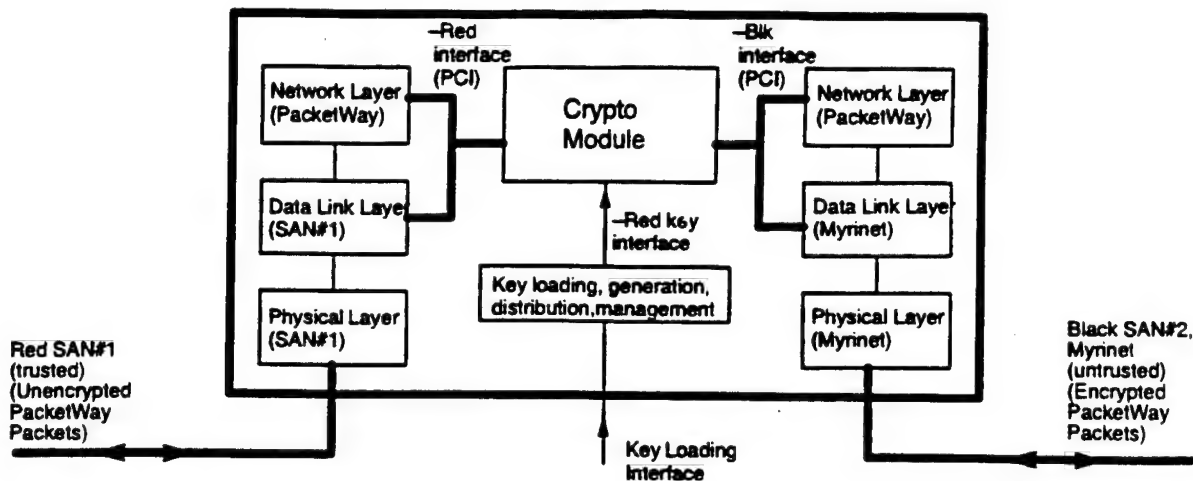 –Red
interface
(PCI)
–Blk
interface
(PCI)
Network Layer
(PacketWay)
Crypto
Module
Network Layer
(PacketWay)
Data Link Layer
(SAN#1)
Data Link Layer
(Myrinet)
–Red key
interface
Key loading, generation,
distribution,management
Physical Layer
(SAN#1)
Physical Layer
(Myrinet)
Red SAN#1
(trusted)
(Unencrypted
PacketWay
Packets)
Black SAN#2,
Myrinet
(untrusted)
(Encrypted
PacketWay
Packets)
Key Loading
Interface